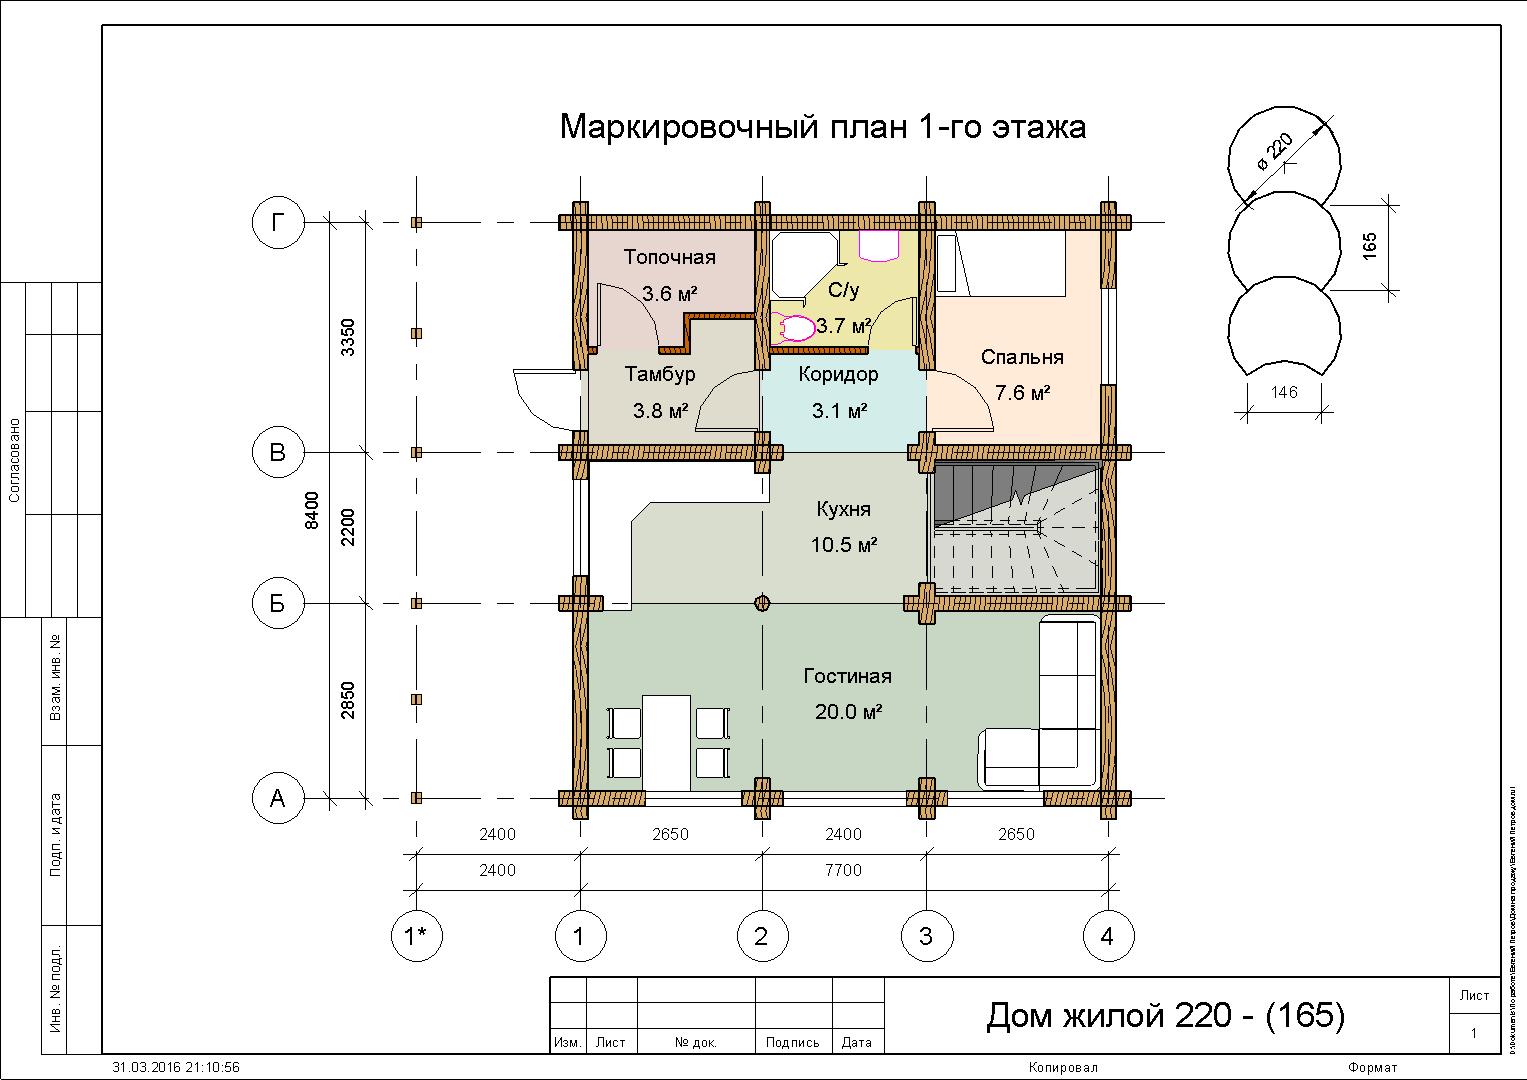 Маркировочный план 1-го этажа
ø 220
165
146
Г
В
Б
А
3350
2200
2850
8400
Топочная
3.6 м²
С/у
3.7 м²
Спальня
7.6 м²
Тамбур
3.8 м²
Коридор
3.1 м²
Кухня
10.5 м²
Гостиная
20.0 м²
2400 2650 2400 2650
2400 7700
1* 1 2 3 4
Согласовано
Взам. инв. №
Подп. и дата
Инв. № подл.
Изм. Лист № док. Подпись Дата
Дом жилой 220 - (165)
Лист
1
31.03.2016 21:10:56
Копировал
Формат